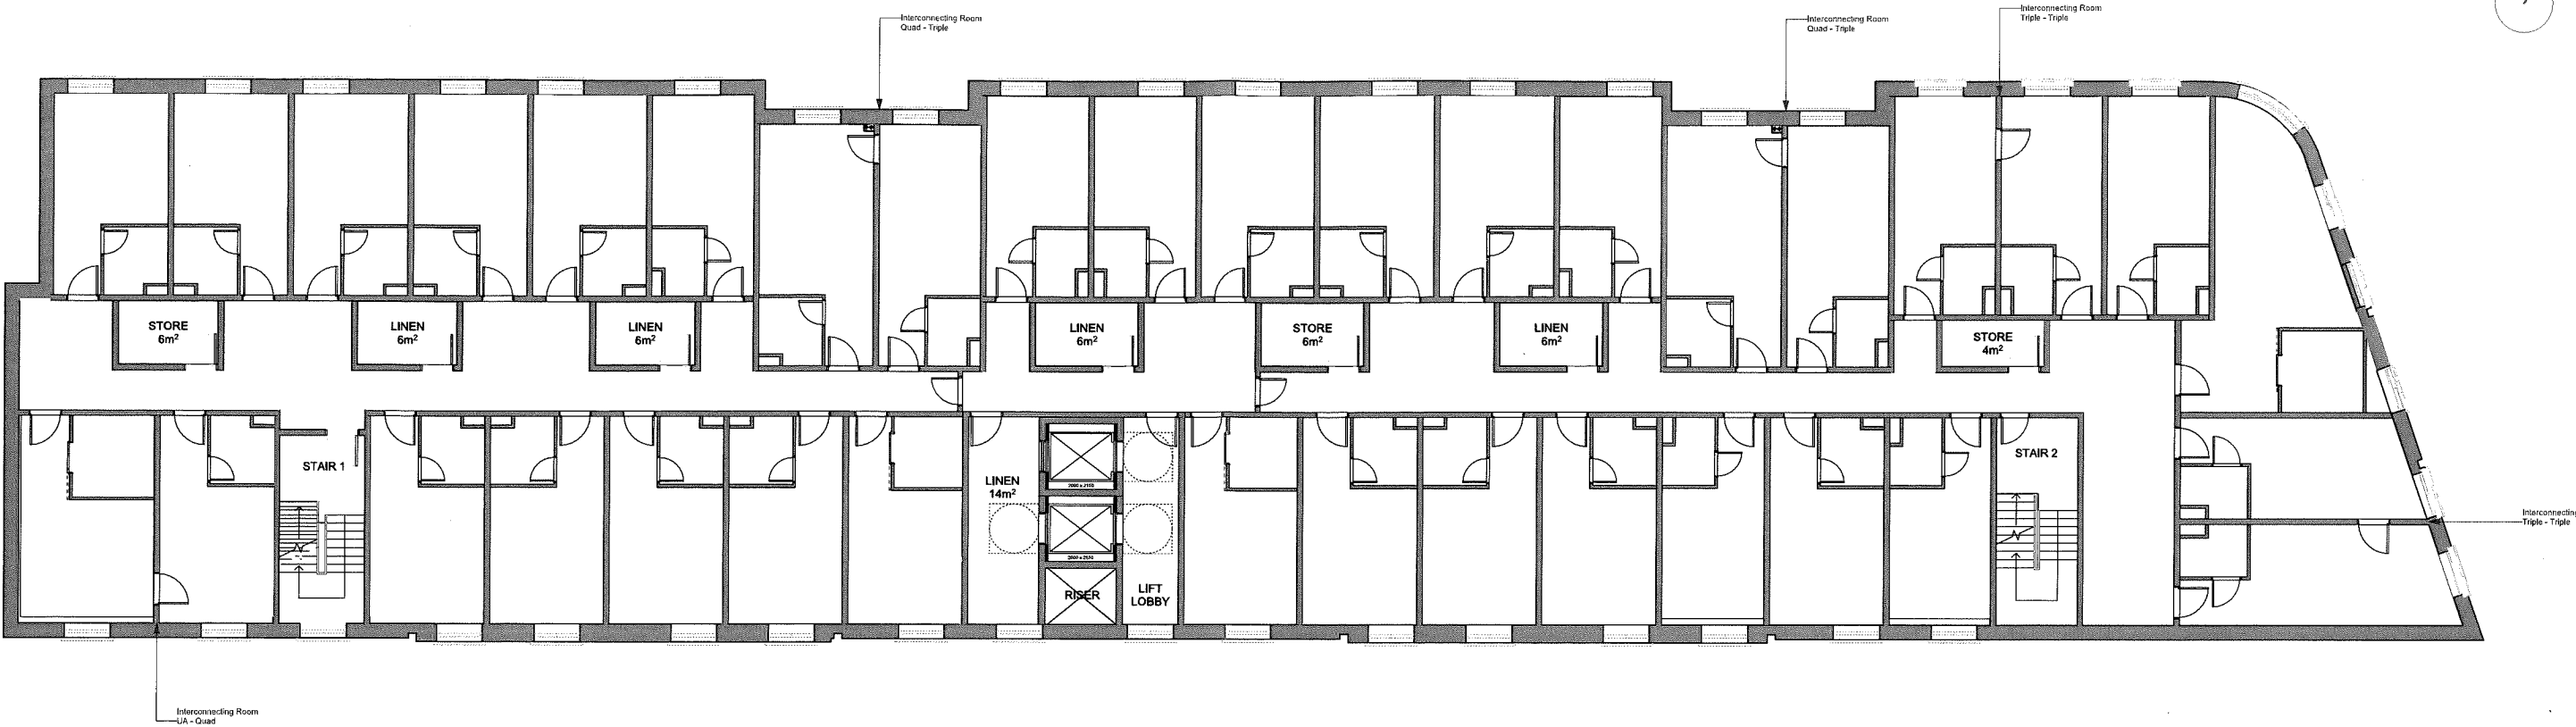 Interconnecting Room
Quad - Triple
Interconnecting Room
Quad - Triple
Interconnecting Room
Triple - Triple
STORE
6m²
LINEN
6m²
LINEN
6m²
LINEN
6m²
STORE
6m²
LINEN
6m²
STORE
4m²
STAIR 1
LINEN
14m²
RISER
LIFT
LOBBY
STAIR 2
Interconnecting
Triple - Triple
Interconnecting Room
UA - Quad